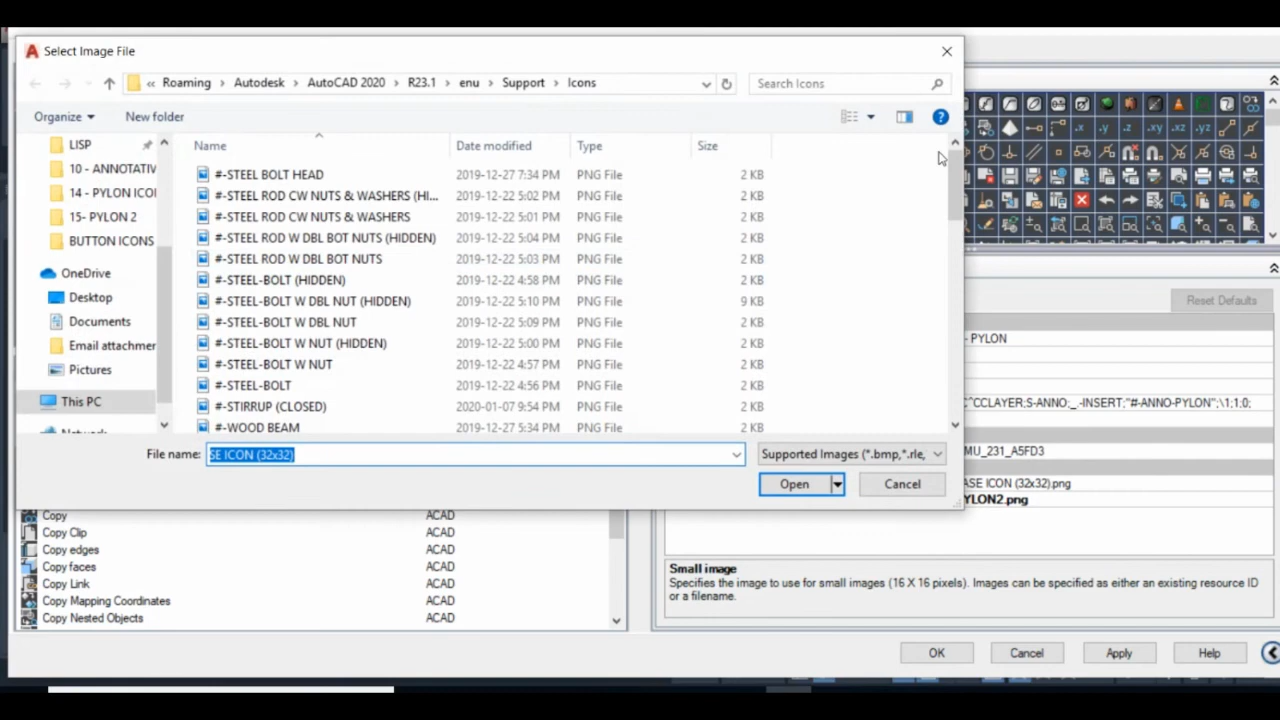 Select Image File
« Roaming > Autodesk > AutoCAD 2020 > R23.1 > enu > Support > Icons
Search Icons
Organize
New folder
Name Date modified Type Size
LISP
10 - ANNOTATIV
14 - PYLON ICO
15- PYLON 2
BUTTON ICONS
OneDrive
Desktop
Documents
Email attachmer
Pictures
This PC
#-STEEL BOLT HEAD 2019-12-27 7:34 PM PNG File 2 KB
#-STEEL ROD CW NUTS & WASHERS (HI... 2019-12-22 5:02 PM PNG File 2 KB
#-STEEL ROD CW NUTS & WASHERS 2019-12-22 5:01 PM PNG File 2 KB
#-STEEL ROD W DBL BOT NUTS (HIDDEN) 2019-12-22 5:04 PM PNG File 2 KB
#-STEEL ROD W DBL BOT NUTS 2019-12-22 5:03 PM PNG File 2 KB
#-STEEL-BOLT (HIDDEN) 2019-12-22 4:58 PM PNG File 2 KB
#-STEEL-BOLT W DBL NUT (HIDDEN) 2019-12-22 5:10 PM PNG File 9 KB
#-STEEL-BOLT W DBL NUT 2019-12-22 5:09 PM PNG File 2 KB
#-STEEL-BOLT W NUT (HIDDEN) 2019-12-22 5:00 PM PNG File 2 KB
#-STEEL-BOLT W NUT 2019-12-22 4:57 PM PNG File 2 KB
#-STEEL-BOLT 2019-12-22 4:56 PM PNG File 2 KB
#-STIRRUP (CLOSED) 2020-01-07 9:54 PM PNG File 2 KB
#-WOOD BEAM 2019-12-27 5:34 PM PNG File 2 KB
File name: SE ICON (32x32)
Supported Images (*.bmp,*.rle,
Open
Cancel
Reset Defaults
- PYLON
C^CCLAYER;S-ANNO;_.-INSERT;"#-ANNO-PYLON";\1;1;0;
MU_231_A5FD3
ASE ICON (32x32).png
YLON2.png
Copy ACAD
Copy Clip ACAD
Copy edges ACAD
Copy faces ACAD
Copy Link ACAD
Copy Mapping Coordinates ACAD
Copy Nested Objects ACAD
Small image
Specifies the image to use for small images (16 X 16 pixels). Images can be specified as either an existing resource ID
or a filename.
OK
Cancel
Apply
Help